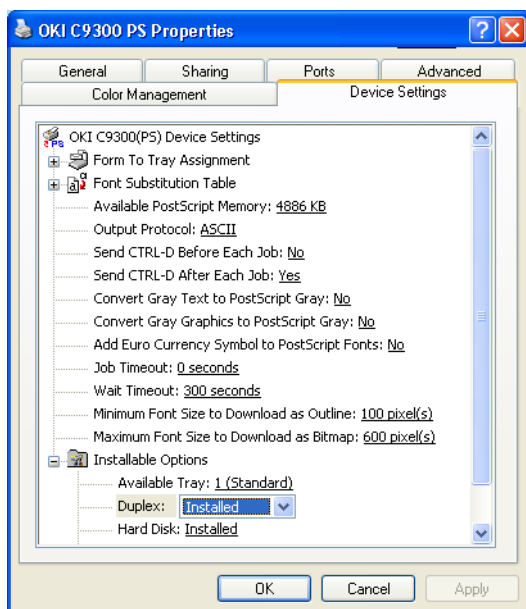 OKI C9300 PS Properties
General Sharing Ports Advanced
Color Management Device Settings
PS OKI C9300(PS) Device Settings
Form To Tray Assignment
a Font Substitution Table
Available PostScript Memory: 4886 KB
Output Protocol: ASCII
Send CTRL-D Before Each Job: No
Send CTRL-D After Each Job: Yes
Convert Gray Text to PostScript Gray: No
Convert Gray Graphics to PostScript Gray: No
Add Euro Currency Symbol to PostScript Fonts: No
Job Timeout: 0 seconds
Wait Timeout: 300 seconds
Minimum Font Size to Download as Outline: 100 pixel(s)
Maximum Font Size to Download as Bitmap: 600 pixel(s)
Installable Options
Available Tray: 1 (Standard)
Duplex: Installed
Hard Disk: Installed
OK Cancel Apply